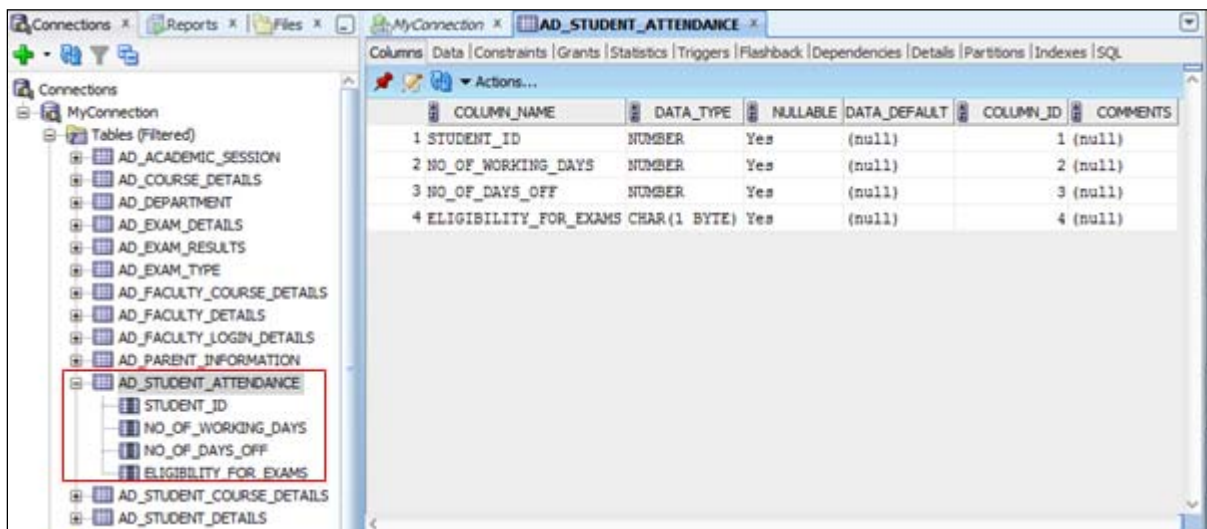 Connections Reports Files MyConnection AD_STUDENT_ATTENDANCE
Columns Data |Constraints |Grants |Statistics |Triggers |Flashback |Dependencies |Details |Partitions |Indexes |SQL
Actions...
Connections
MyConnection
Tables (Filtered)
AD_ACADEMIC_SESSION
AD_COURSE_DETAILS
AD_DEPARTMENT
AD_EXAM_DETAILS
AD_EXAM_RESULTS
AD_EXAM_TYPE
AD_FACULTY_COURSE_DETAILS
AD_FACULTY_DETAILS
AD_FACULTY_LOGIN_DETAILS
AD_PARENT_INFORMATION
AD_STUDENT_ATTENDANCE
STUDENT_ID
NO_OF_WORKING_DAYS
NO_OF_DAYS_OFF
ELIGIBILITY_FOR_EXAMS
AD_STUDENT_COURSE_DETAILS
AD_STUDENT_DETAILS
COLUMN_NAME DATA_TYPE NULLABLE DATA_DEFAULT COLUMN_ID COMMENTS
1 STUDENT_ID NUMBER Yes (null) 1 (null)
2 NO_OF_WORKING_DAYS NUMBER Yes (null) 2 (null)
3 NO_OF_DAYS_OFF NUMBER Yes (null) 3 (null)
4 ELIGIBILITY_FOR_EXAMS CHAR(1 BYTE) Yes (null) 4 (null)